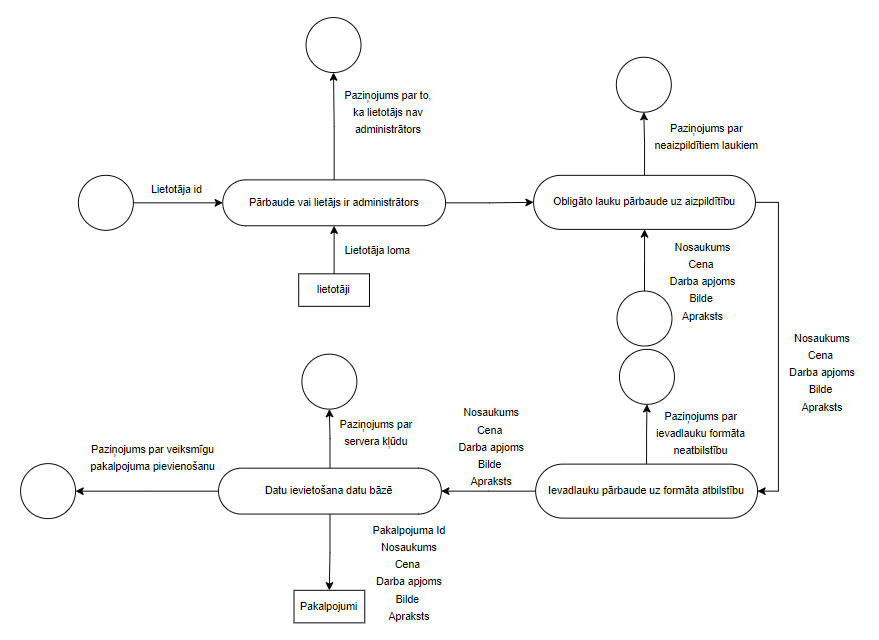 Paziņojums par to,
ka lietotājs nav
administrātors
Paziņojums par
neaizpildītiem laukiem
Lietotāja id
Pārbaude vai lietājs ir administrātors
Obligāto lauku pārbaude uz aizpildītību
Lietotāja loma
lietotāji
Nosaukums
Cena
Darba apjoms
Bilde
Apraksts
Nosaukums
Cena
Darba apjoms
Bilde
Apraksts
Paziņojums par
ievadlauku formāta
neatbilstību
Nosaukums
Cena
Darba apjoms
Bilde
Apraksts
Paziņojums par
servera kļūdu
Paziņojums par veiksmīgu
pakalpojuma pievienošanu
Datu ievietošana datu bāzē
Ievadlauku pārbaude uz formāta atbilstību
Pakalpojuma Id
Nosaukums
Cena
Darba apjoms
Bilde
Apraksts
Pakalpojumi